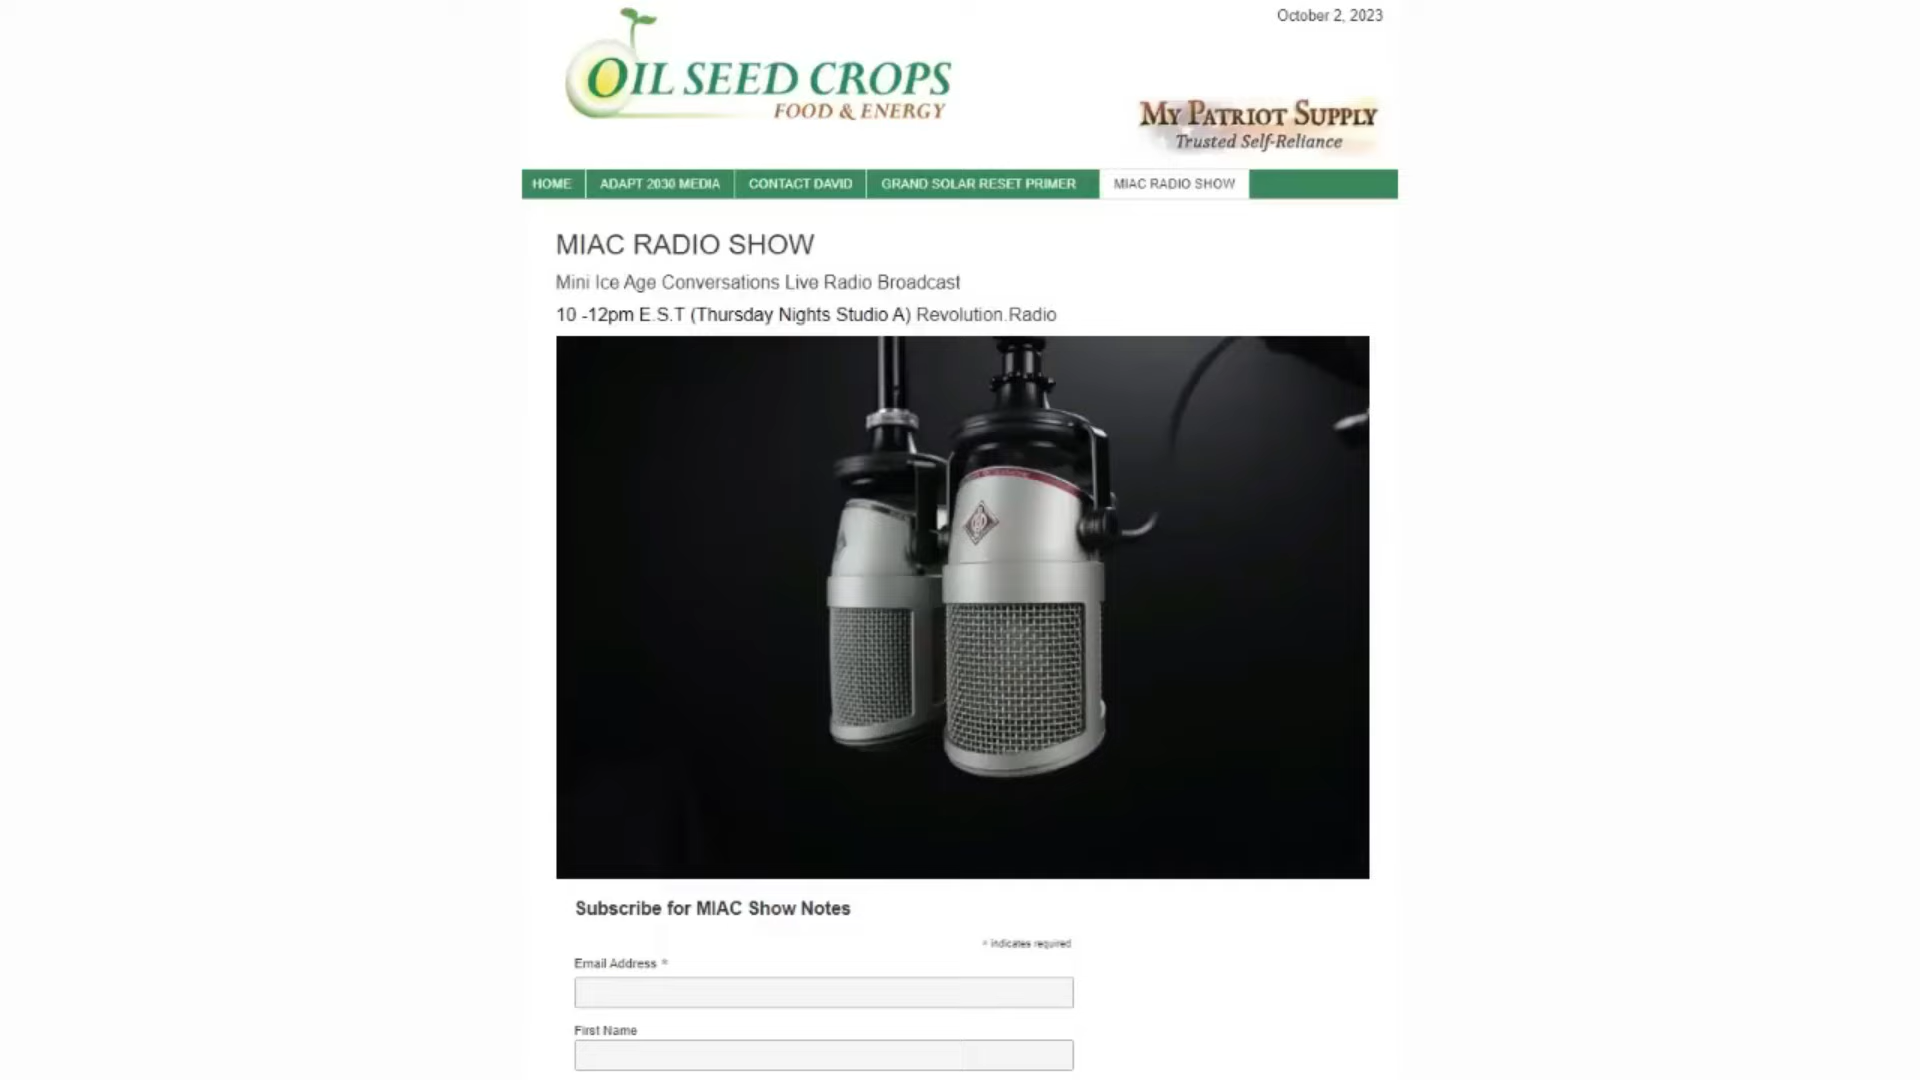 October 2, 2023
OIL SEED CROPS
FOOD & ENERGY
MY PATRIOT SUPPLY
Trusted Self-Reliance
HOME
ADAPT 2030 MEDIA
CONTACT DAVID
GRAND SOLAR RESET PRIMER
MIAC RADIO SHOW
MIAC RADIO SHOW
Mini Ice Age Conversations Live Radio Broadcast
10 -12pm E.S.T (Thursday Nights Studio A) Revolution.Radio
Subscribe for MIAC Show Notes
* indicates required
Email Address *
First Name